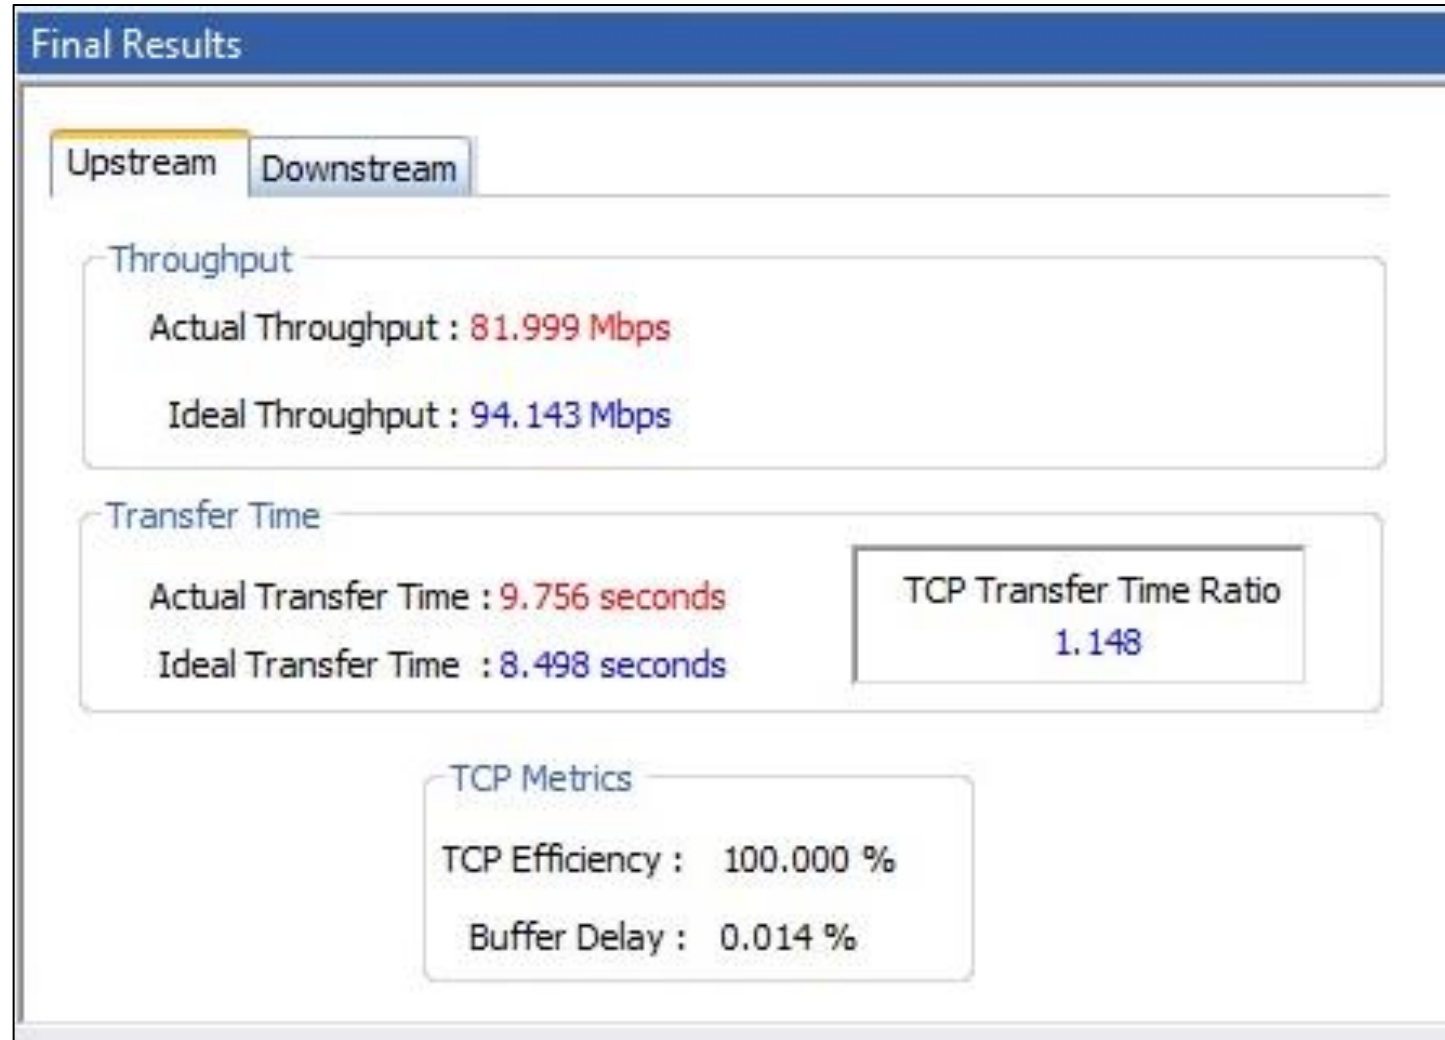 Final Results
Upstream
Downstream
Throughput
Actual Throughput : 81.999 Mbps
Ideal Throughput : 94.143 Mbps
Transfer Time
Actual Transfer Time : 9.756 seconds
Ideal Transfer Time : 8.498 seconds
TCP Transfer Time Ratio
1.148
TCP Metrics
TCP Efficiency : 100.000 %
Buffer Delay : 0.014 %